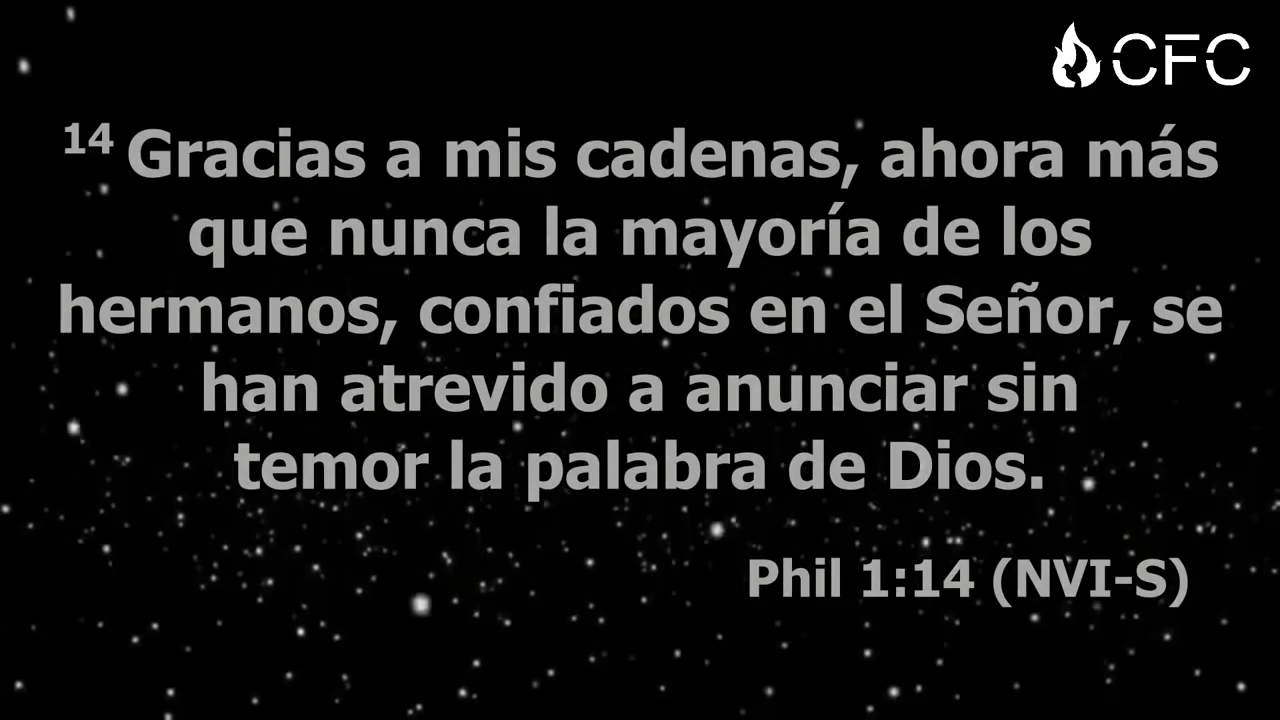 CFC
14 Gracias a mis cadenas, ahora más
que nunca la mayoría de los
hermanos, confiados en el Señor, se
han atrevido a anunciar sin
temor la palabra de Dios.
Phil 1:14 (NVI-S)